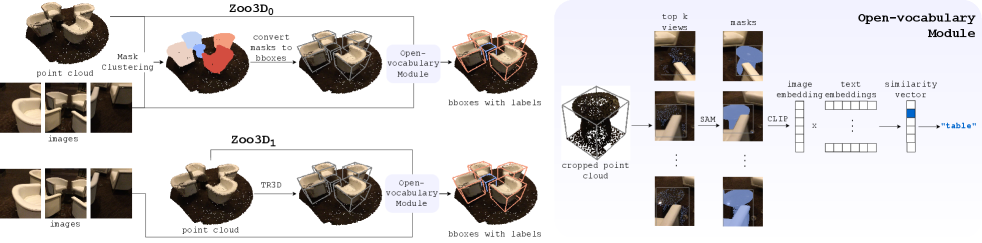 Zoo3D₀
point cloud
Mask
Clustering
convert
masks to
bboxes
Open-
vocabulary
Module
bboxes with labels
images
Zoo3D₁
images
point cloud
TR3D
Open-
vocabulary
Module
bboxes with labels
Open-vocabulary
Module
top k
views
masks
cropped point
cloud
SAM
CLIP
image
embedding
x
text
embeddings
similarity
vector
"table"